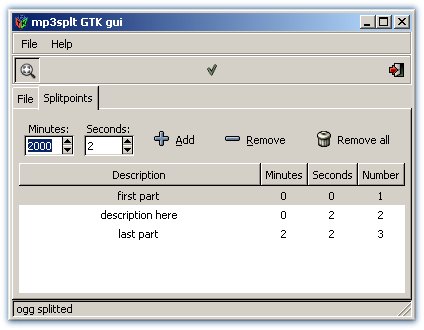 mp3splt GTK gui
File Help
File Splitpoints
Minutes: Seconds:
2000 2 Add Remove Remove all
Description Minutes Seconds Number
first part 0 0 1
description here 0 2 2
last part 2 2 3
ogg splitted